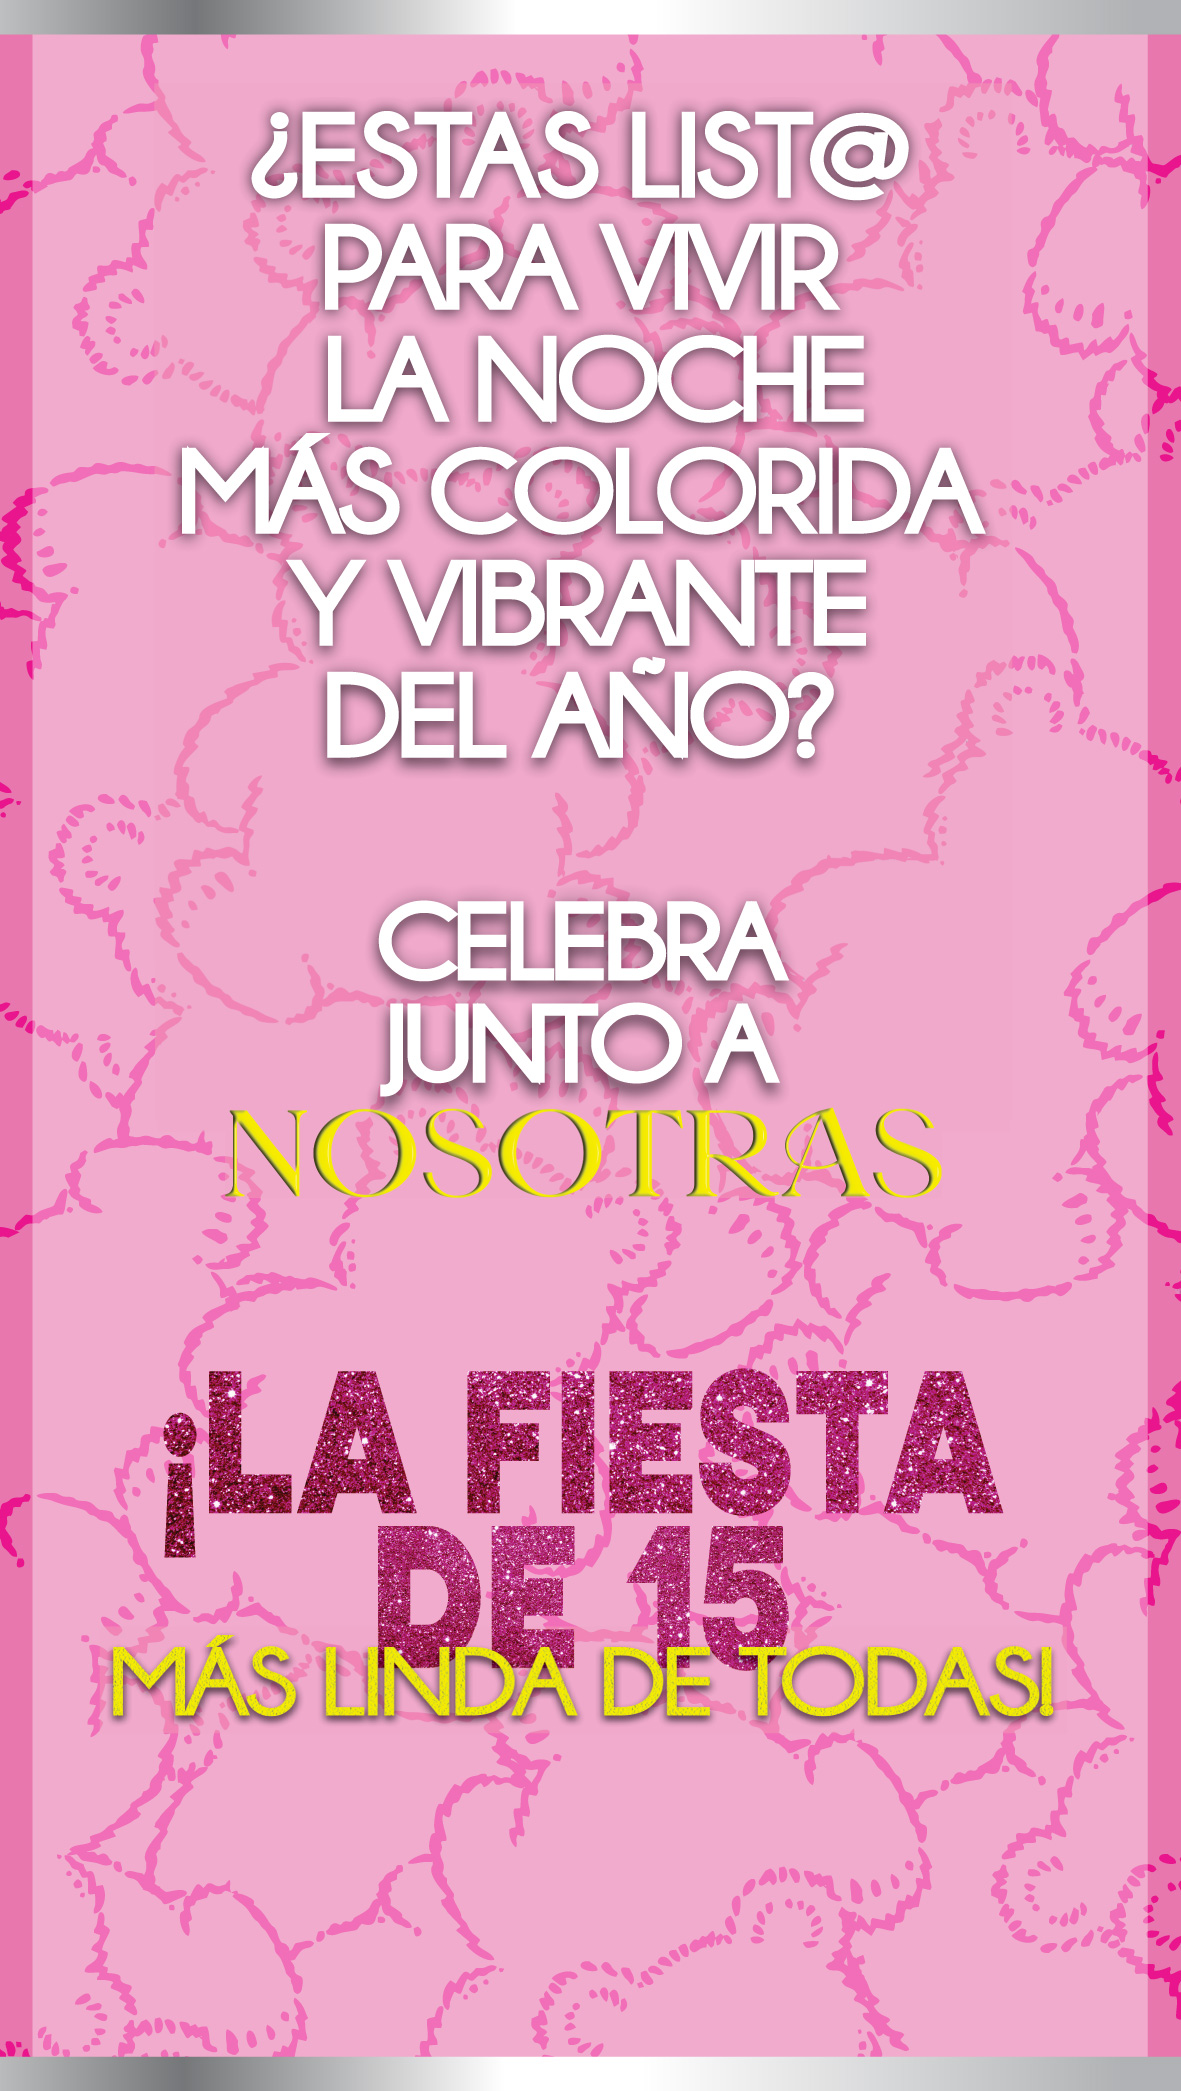 ¿ESTAS LIST@
PARA VIVIR
LA NOCHE
MÁS COLORIDA
Y VIBRANTE
DEL AÑO?
CELEBRA
JUNTO A
NOSOTRAS
¡LA FIESTA
DE 15
MÁS LINDA DE TODAS!